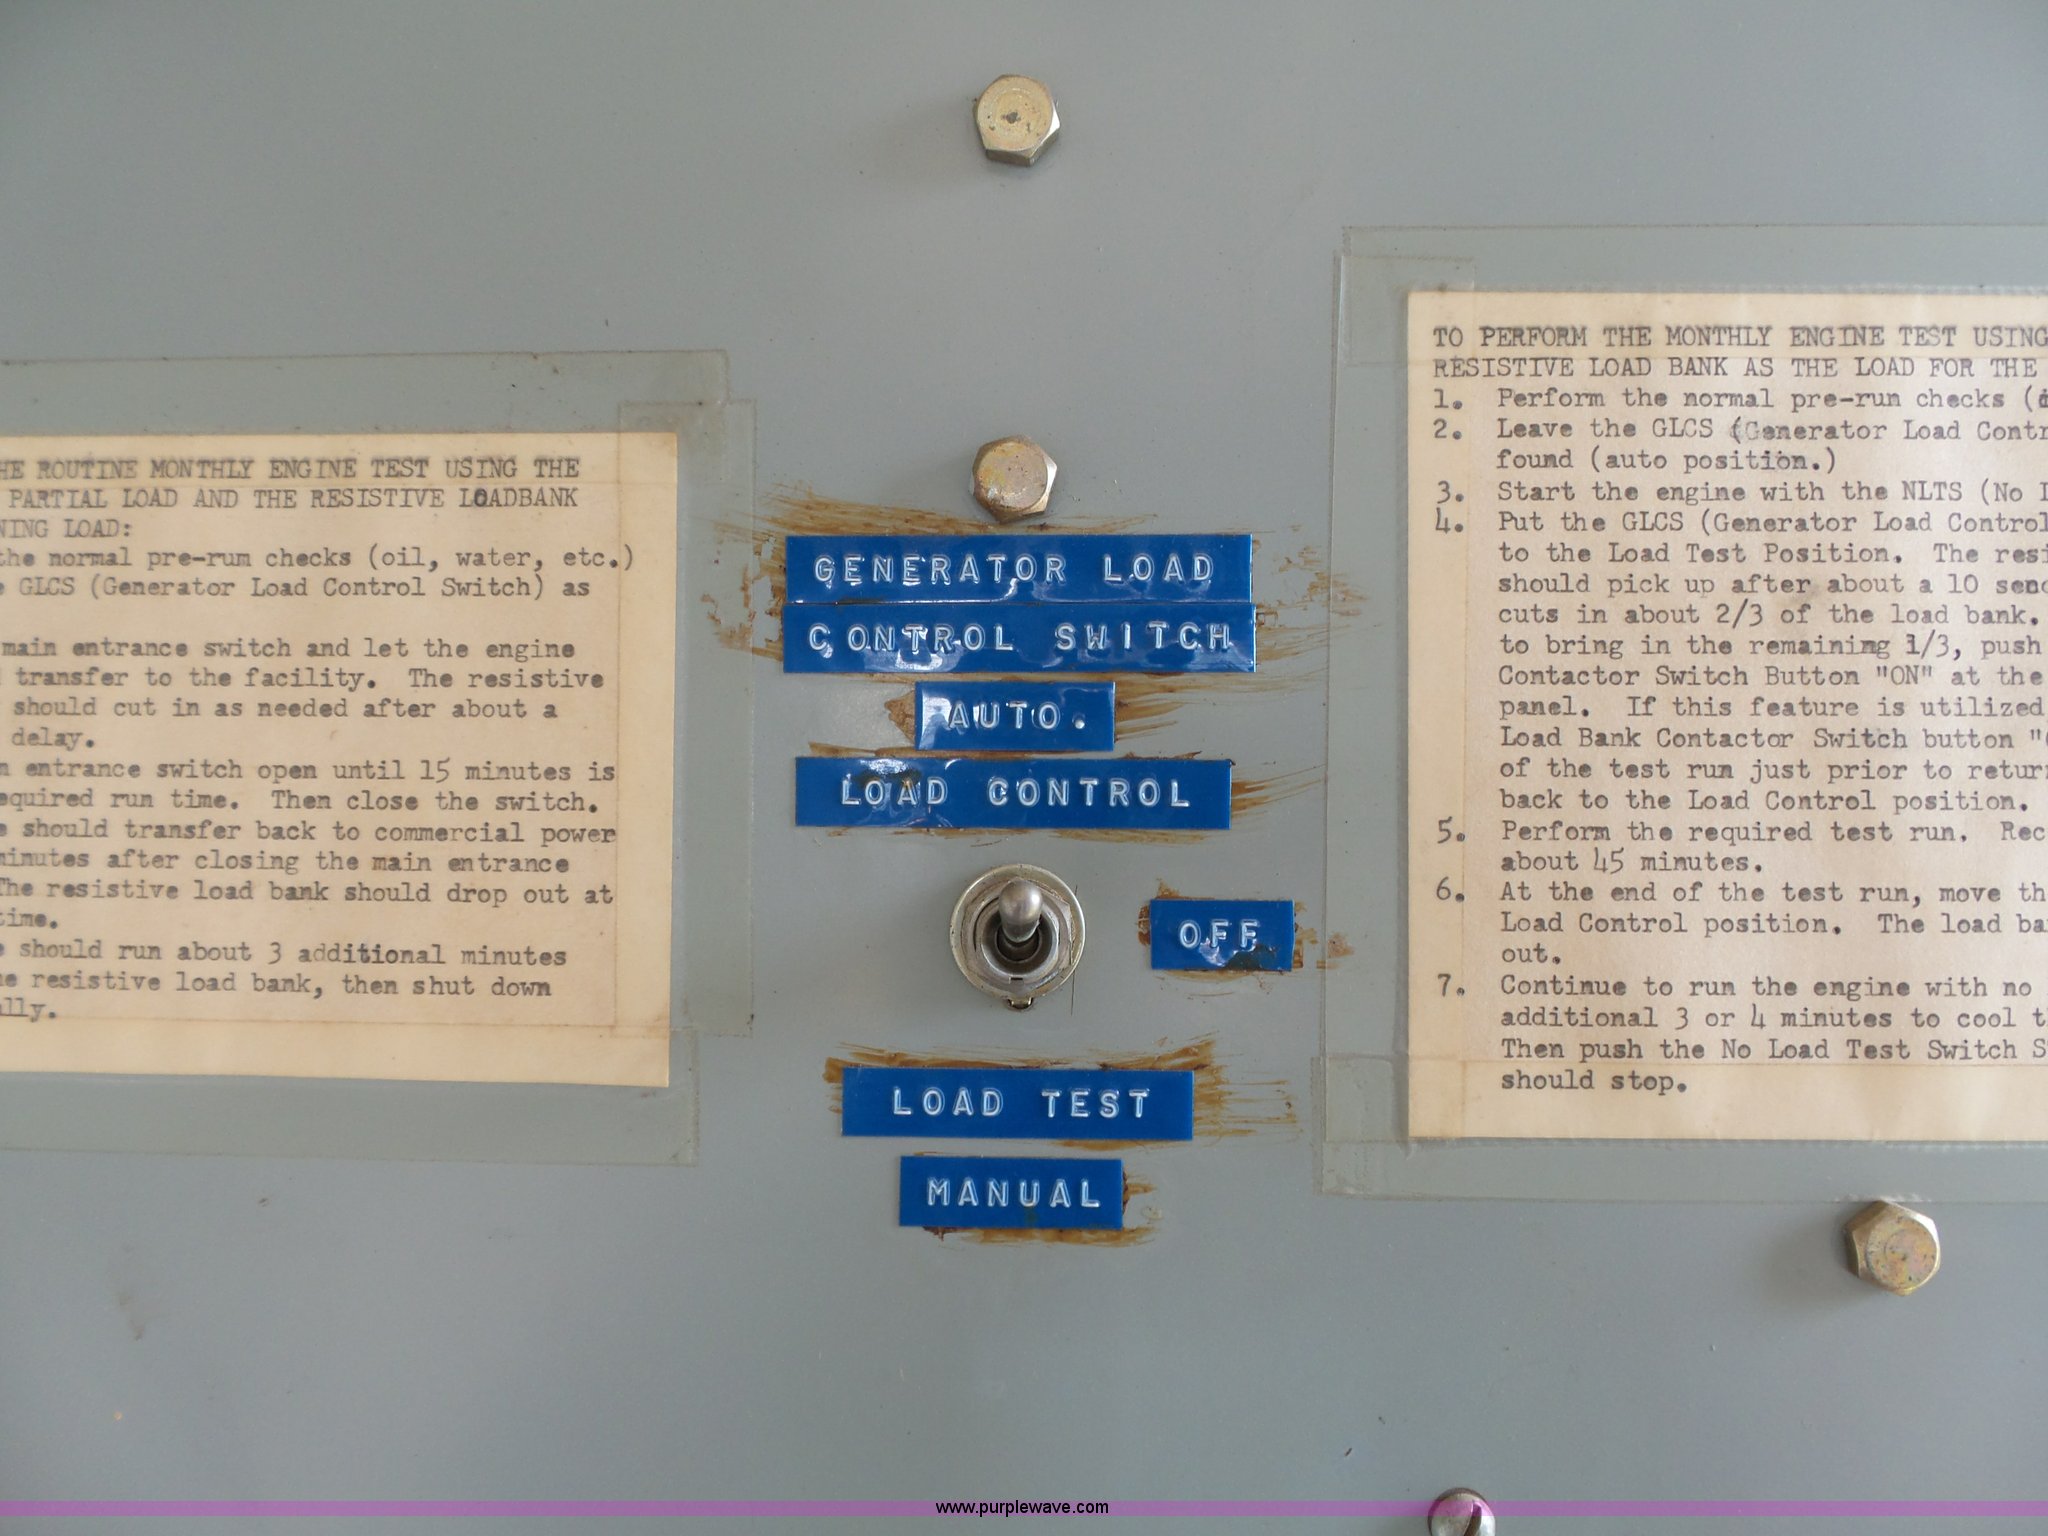 HE ROUTINE MONTHLY ENGINE TEST USING THE
PARTIAL LOAD AND THE RESISTIVE LOADBANK
NING LOAD:
the normal pre-rum checks (oil, water, etc.)
GLCS (Generator Load Control Switch) as
main entrance switch and let the engine
transfer to the facility. The resistive
should cut in as needed after about a
delay.
entrance switch open until 15 minutes is
equired run time. Then close the switch.
should transfer back to commercial power
minutes after closing the main entrance
The resistive load bank should drop out at
time.
should run about 3 additional minutes
resistive load bank, then shut down
ally.
GENERATOR LOAD
CONTROL SWITCH
AUTO.
LOAD CONTROL
OFF
LOAD TEST
MANUAL
TO PERFORM THE MONTHLY ENGINE TEST USING
RESISTIVE LOAD BANK AS THE LOAD FOR THE
1. Perform the normal pre-run checks (
2. Leave the GLCS (Generator Load Contr
found (auto position.)
3. Start the engine with the NLTS (No
4. Put the GLCS (Generator Load Control
to the Load Test Position. The resi
should pick up after about a 10 
cuts in about 2/3 of the load bank.
to bring in the remaining 1/3, push
Contactor Switch Button "ON" at the
panel. If this feature is utilized
Load Bank Contactor Switch button "
of the test run just prior to retur
back to the Load Control position.
5. Perform the required test run. Rec
about 45 minutes.
6. At the end of the test run, move th
Load Control position. The load ba
out.
7. Continue to run the engine with no
additional 3 or 4 minutes to cool t
Then push the No Load Test Switch S
should stop.
www.purplewave.com